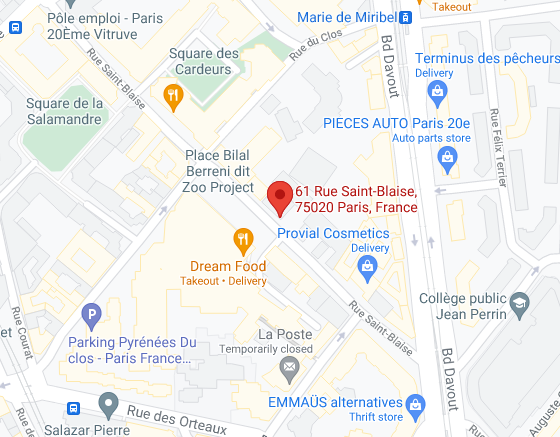 Pôle emploi - Paris
20Ème Vitruve
Marie de Miribel
Takeout
Rue du Clos
Square des
Cardeurs
Rue Saint-Blaise
Bd Davout
Terminus des pêcheurs
Delivery
Square de la
Salamandre
PIECES AUTO Paris 20e
Auto parts store
Rue Félix Terrier
Place Bilal
Berreni dit
Zoo Project
61 Rue Saint-Blaise,
75020 Paris, France
Provial Cosmetics
Delivery
Dream Food
Takeout • Delivery
Collège public
Jean Perrin
Rue Courat
Parking Pyrénées Du
clos - Paris France...
La Poste
Temporarily closed
Rue Saint-Blaise
Bd Davout
EMMAÜS alternatives
Thrift store
Rue des Orteaux
Salazar Pierre
Rue de
Auguste